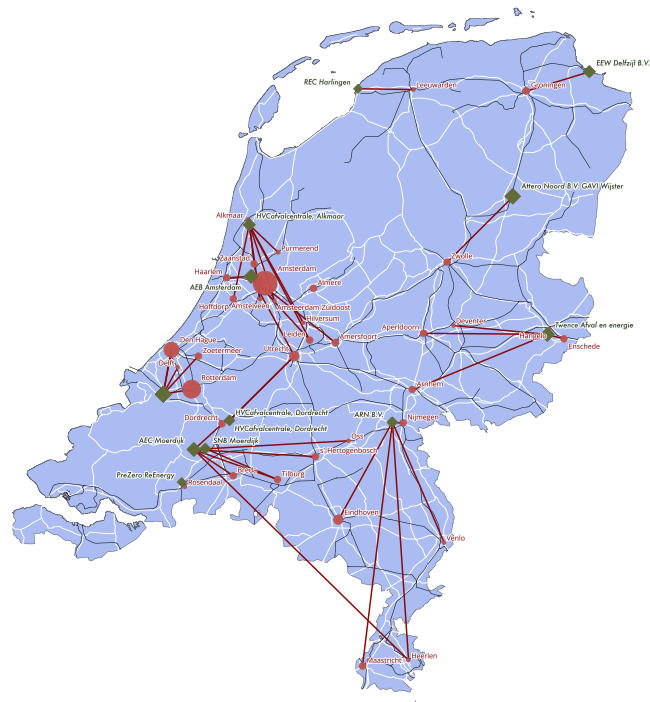 EEW Delfzijl B.V.
REC Harlingen
Leeuwarden
Groningen
Attero Noord B.V. GAVI Wijster
Alkmaar
HVCafvalcentrale, Alkmaar
Purmerend
Zwolle
Zaanstad
Haarlem
Amsterdam
AEB Amsterdam
Almere
Hoffdorp
Amstelveen
Amsteerdam Zuidoost
Hilversum
Deventer
Aperldoorn
Twence Afval en energie
Hangelo
Enschede
Leiden
Amersfoort
Den Hague
Zoetermeer
Utrecht
Delft
Rotterdam
Arnhem
HVCafvalcentrale, Dordrecht
ARN B.V.
Dordrecht
Nijmegen
HVCafvalcentrale, Dordrecht
AEC Moerdijk
SNB Moerdijk
Oss
's Hertogenbosch
PreZero ReEnergy
Breda
Tilburg
Rosendaal
Eindhoven
Venlo
Maastricht
Heerlen